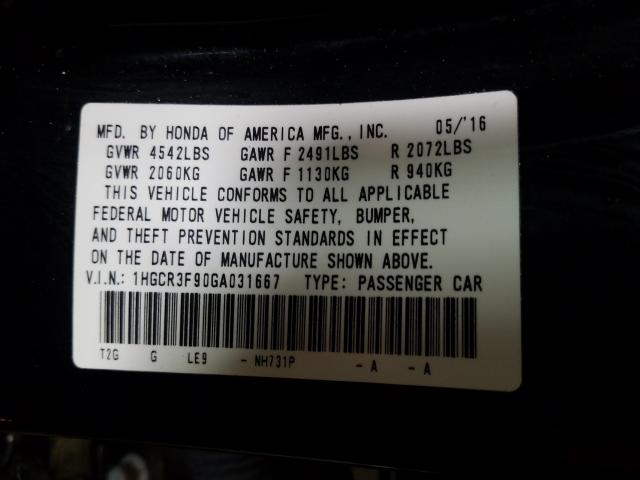 MFD. BY HONDA OF AMERICA MFG., INC. 05/'16
GVWR 4542LBS GAWR F 2491LBS R 2072LBS
GVWR 2060KG GAWR F 1130KG R 940KG
THIS VEHICLE CONFORMS TO ALL APPLICABLE
FEDERAL MOTOR VEHICLE SAFETY, BUMPER,
AND THEFT PREVENTION STANDARDS IN EFFECT
ON THE DATE OF MANUFACTURE SHOWN ABOVE.
V.I.N.: 1HGCR3F90GA031667 TYPE: PASSENGER CAR
T2G G LE9 - NH731P - A - A